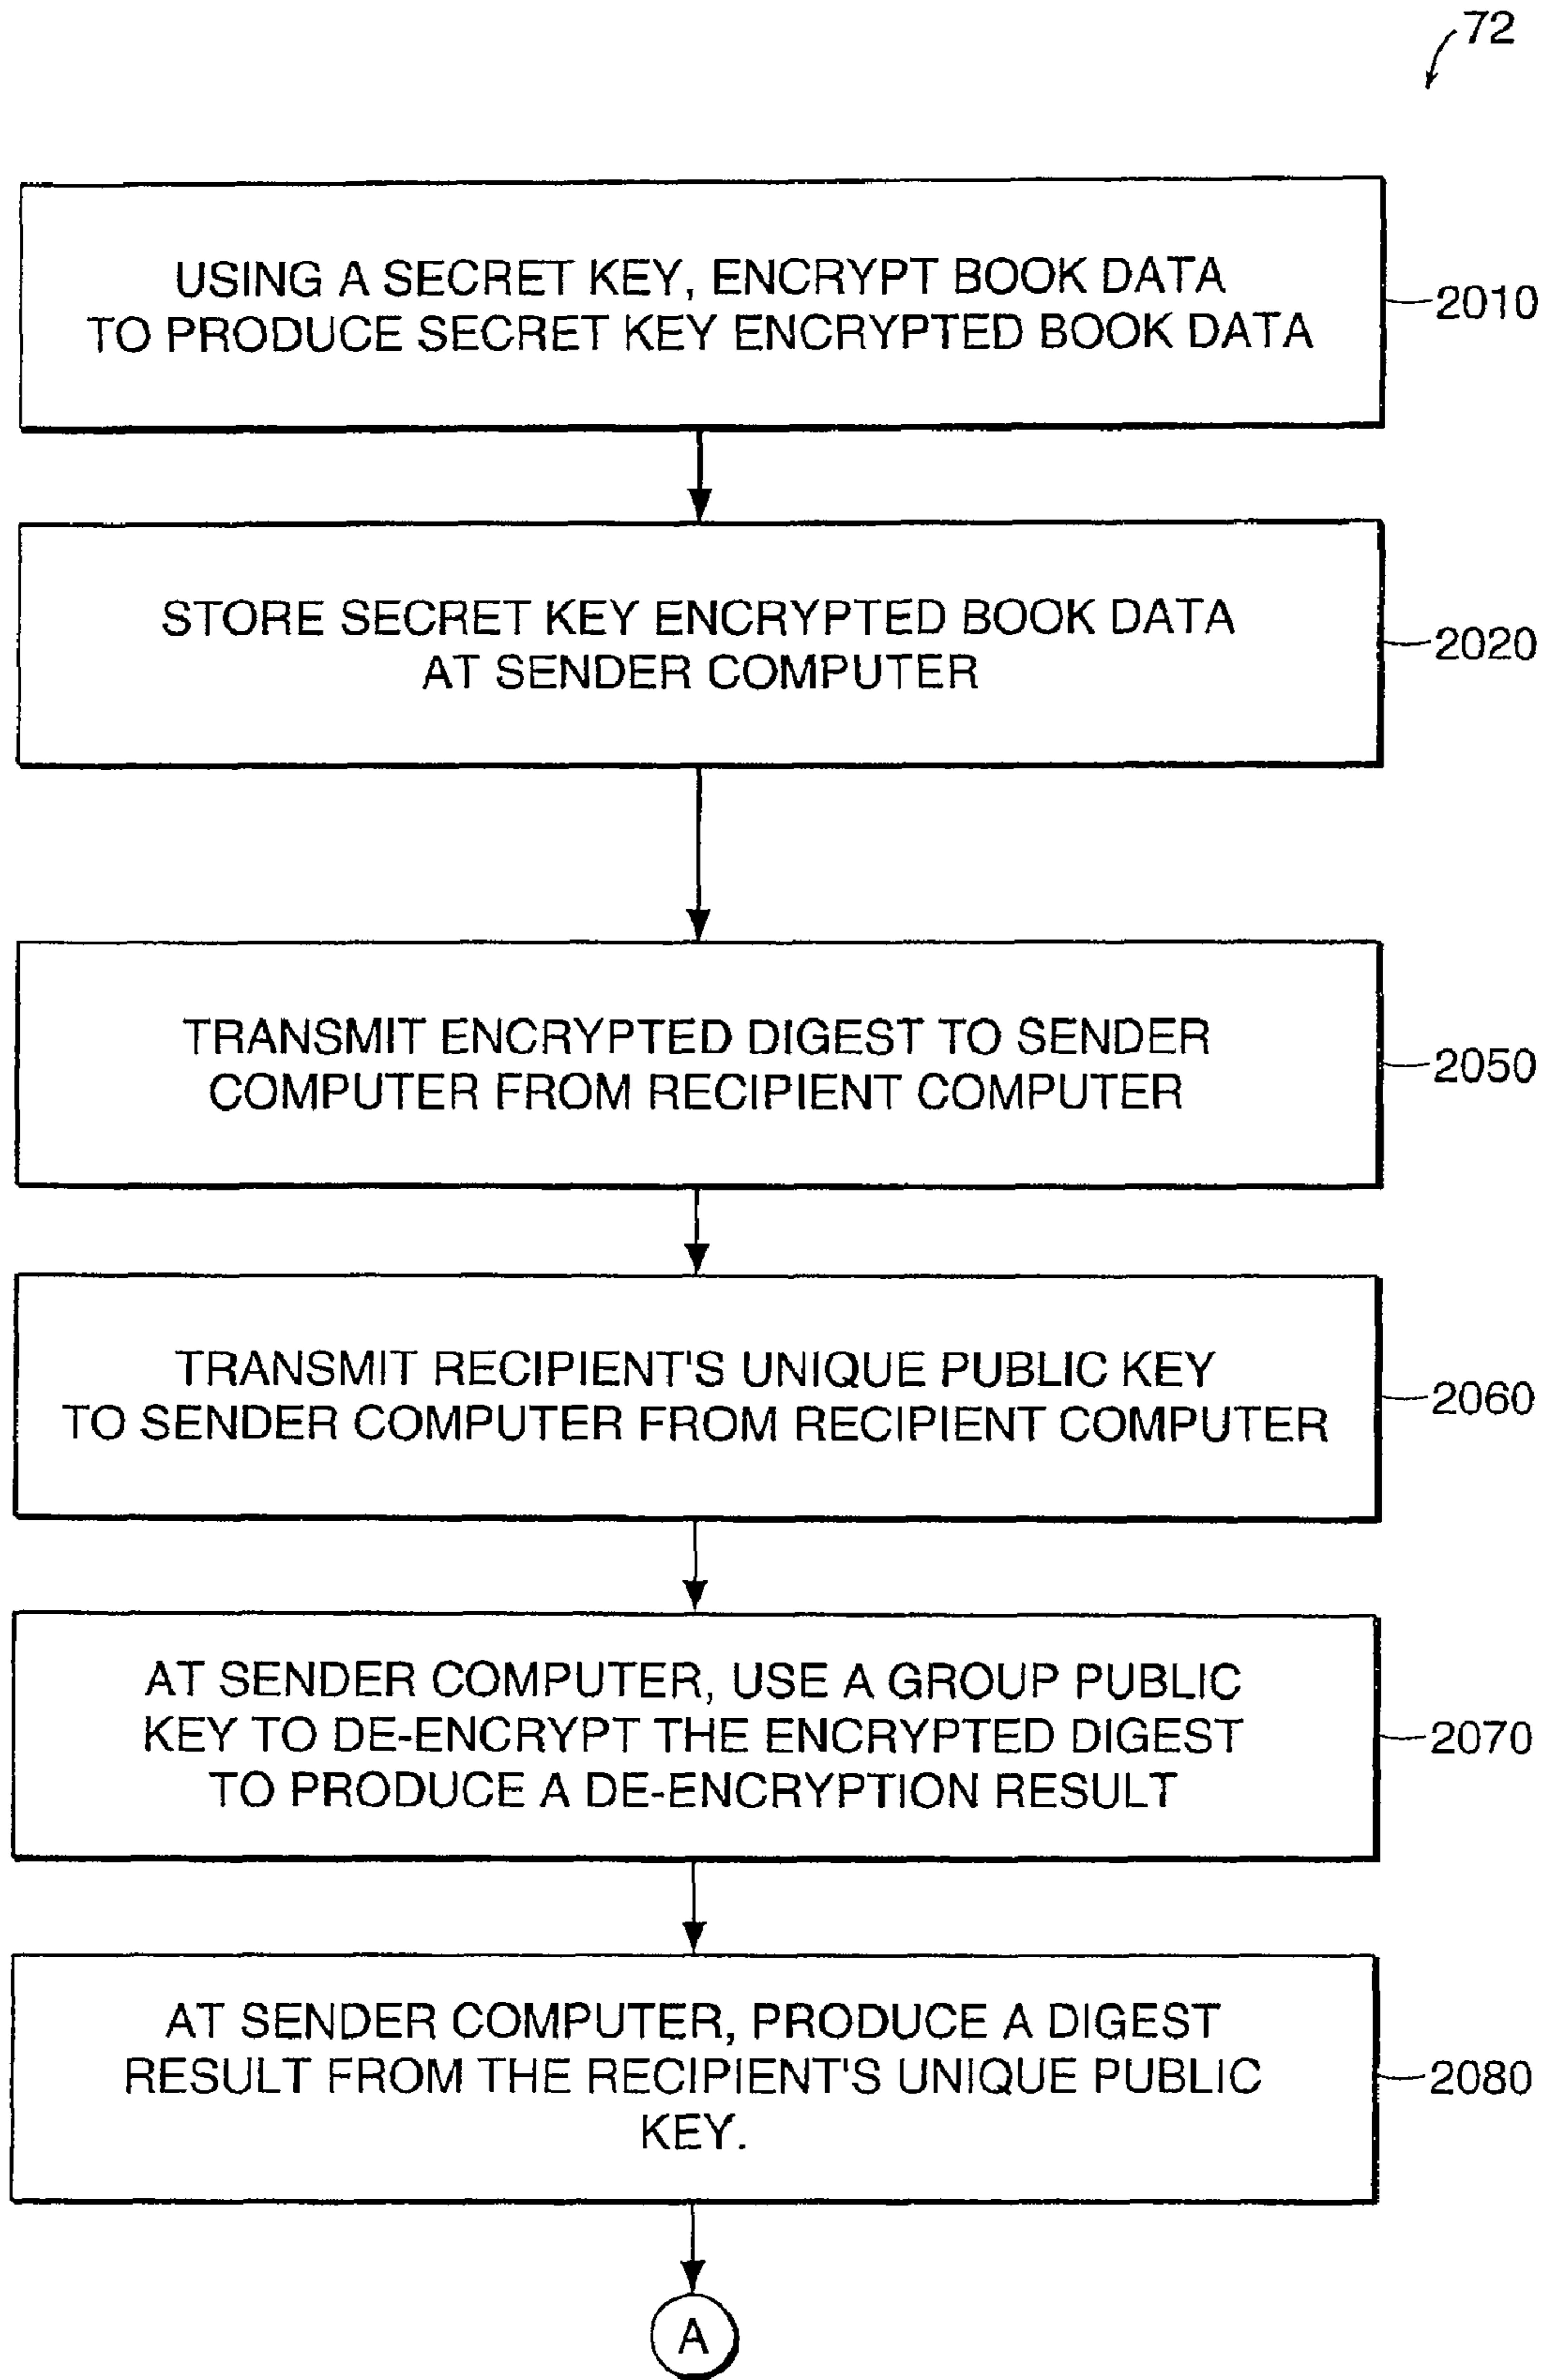 72
USING A SECRET KEY, ENCRYPT BOOK DATA
TO PRODUCE SECRET KEY ENCRYPTED BOOK DATA
2010
STORE SECRET KEY ENCRYPTED BOOK DATA
AT SENDER COMPUTER
2020
TRANSMIT ENCRYPTED DIGEST TO SENDER
COMPUTER FROM RECIPIENT COMPUTER
2050
TRANSMIT RECIPIENT'S UNIQUE PUBLIC KEY
TO SENDER COMPUTER FROM RECIPIENT COMPUTER
2060
AT SENDER COMPUTER, USE A GROUP PUBLIC
KEY TO DE-ENCRYPT THE ENCRYPTED DIGEST
TO PRODUCE A DE-ENCRYPTION RESULT
2070
AT SENDER COMPUTER, PRODUCE A DIGEST
RESULT FROM THE RECIPIENT'S UNIQUE PUBLIC
KEY.
2080
A